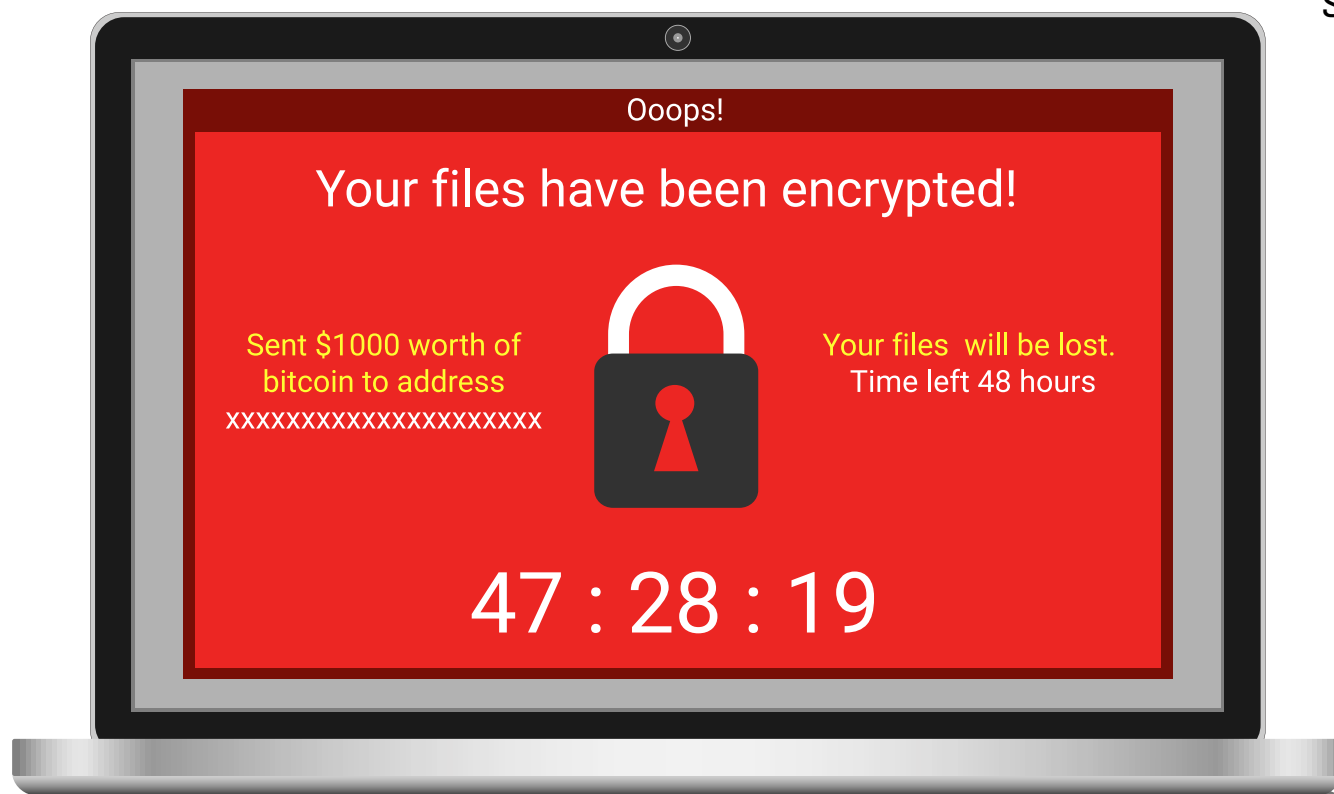 Ooops!
Your files have been encrypted!
Sent $1000 worth of
bitcoin to address
xxxxxxxxxxxxxxxxxxxxx
Your files  will be lost.
Time left 48 hours
47 : 28 : 19